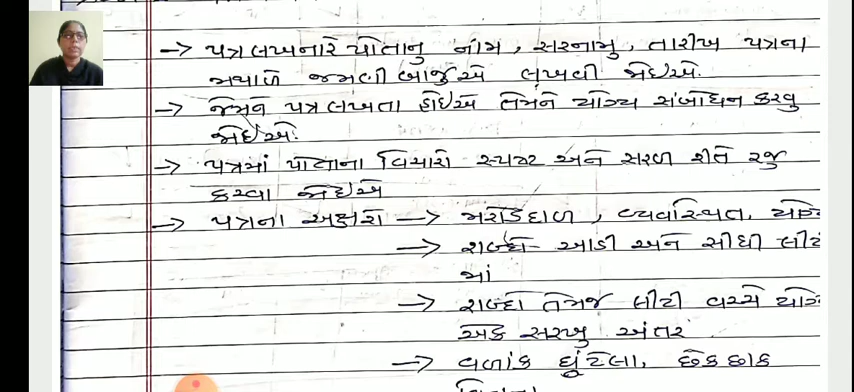 → પત્ર લખનારે પોતાનુ નામ, સરનામુ, તારીખ પત્રના
મથાળે જમણી બાજુએ લખવી જોઈએ.
→ જેમને પત્ર લખતા હોઈએ તેમને યોગ્ય સંબોધન કરવુ
જોઈએ.
→ પત્રમાં પોતાના વિચારો સ્પષ્ટ અને સરળ રીતે રજુ
કરવા જોઈએ
→ પત્રના અક્ષરો → મરોડદાળ, વ્યવસ્થિત,
→ શબ્દો - આડી અને સીધી
માં
→ શબ્દો તેમજ લીટી વચ્ચે
એક સરખુ અંતર
→ વળાંક ઘૂંટેલા, છેકછાક